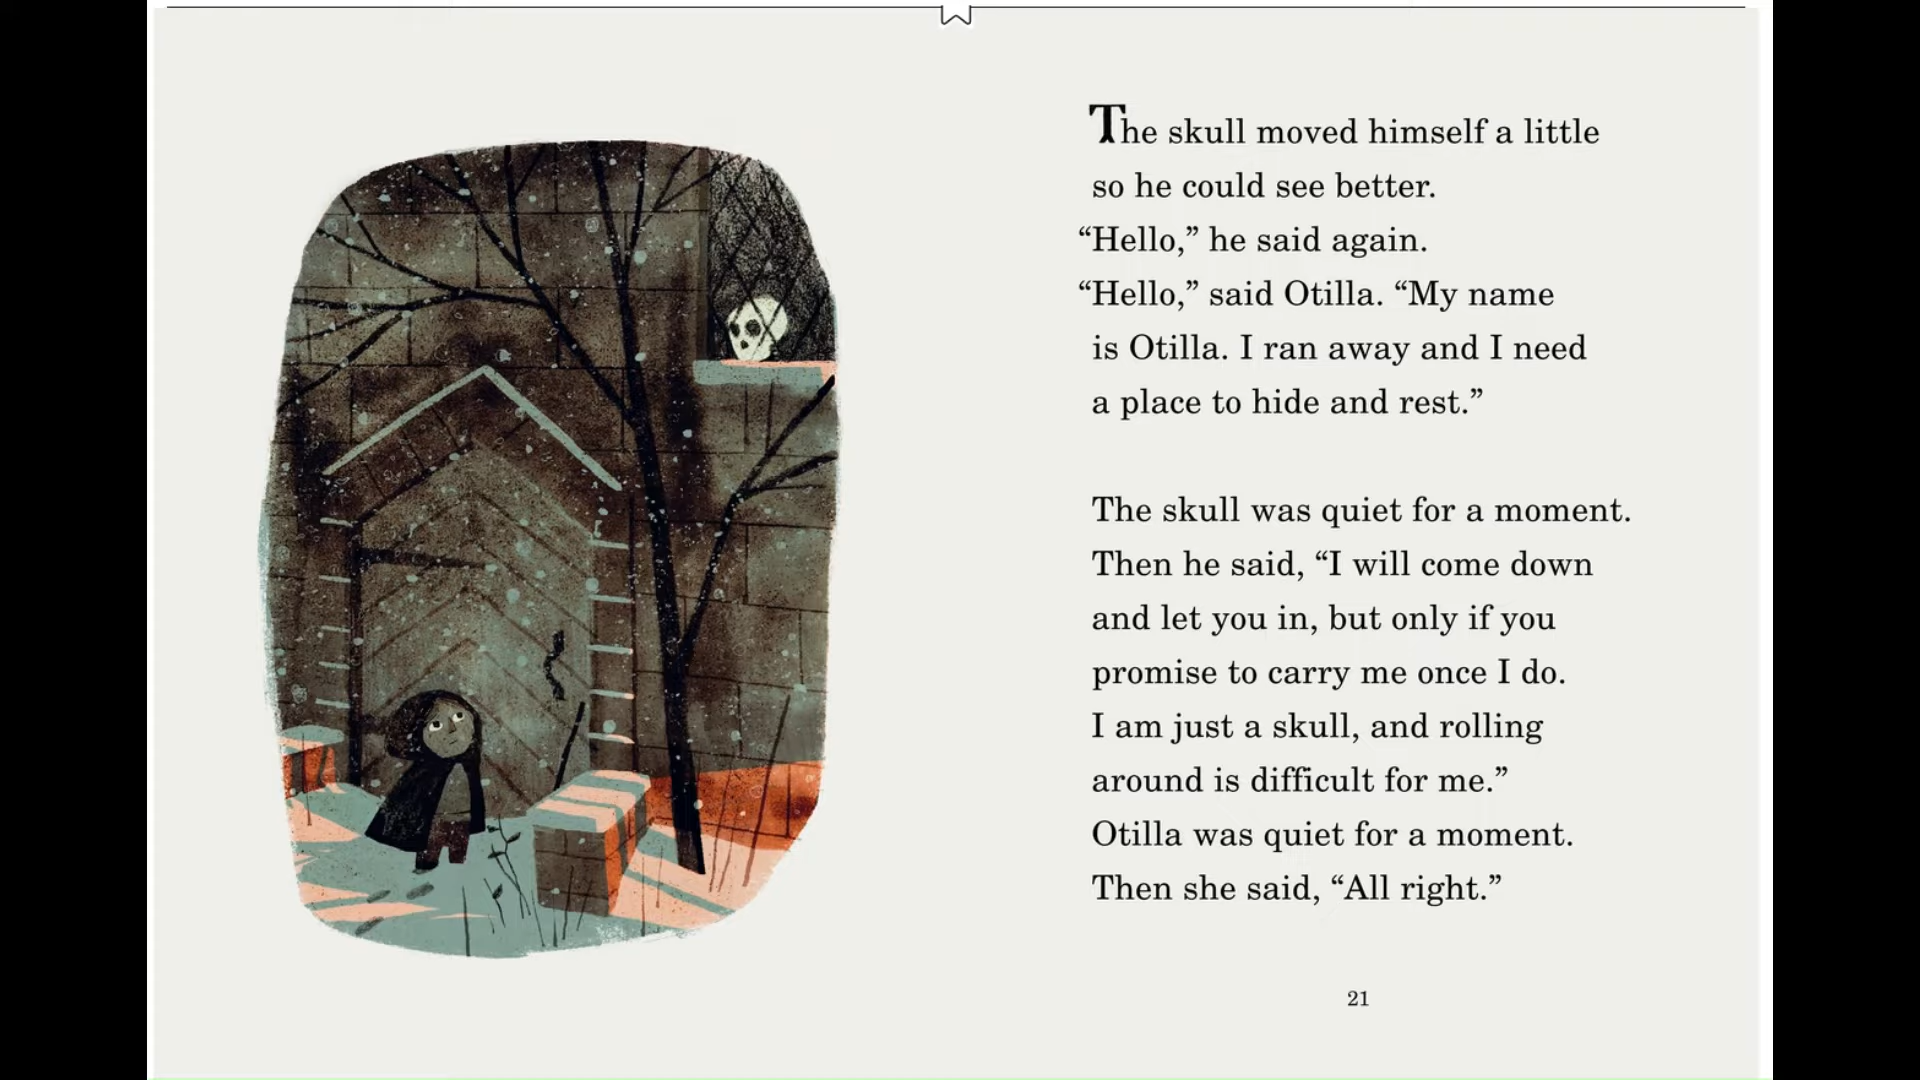 The skull moved himself a little
so he could see better.
“Hello,” he said again.
“Hello,” said Otilla. “My name
is Otilla. I ran away and I need
a place to hide and rest.”
The skull was quiet for a moment.
Then he said, “I will come down
and let you in, but only if you
promise to carry me once I do.
I am just a skull, and rolling
around is difficult for me.”
Otilla was quiet for a moment.
Then she said, “All right.”
21